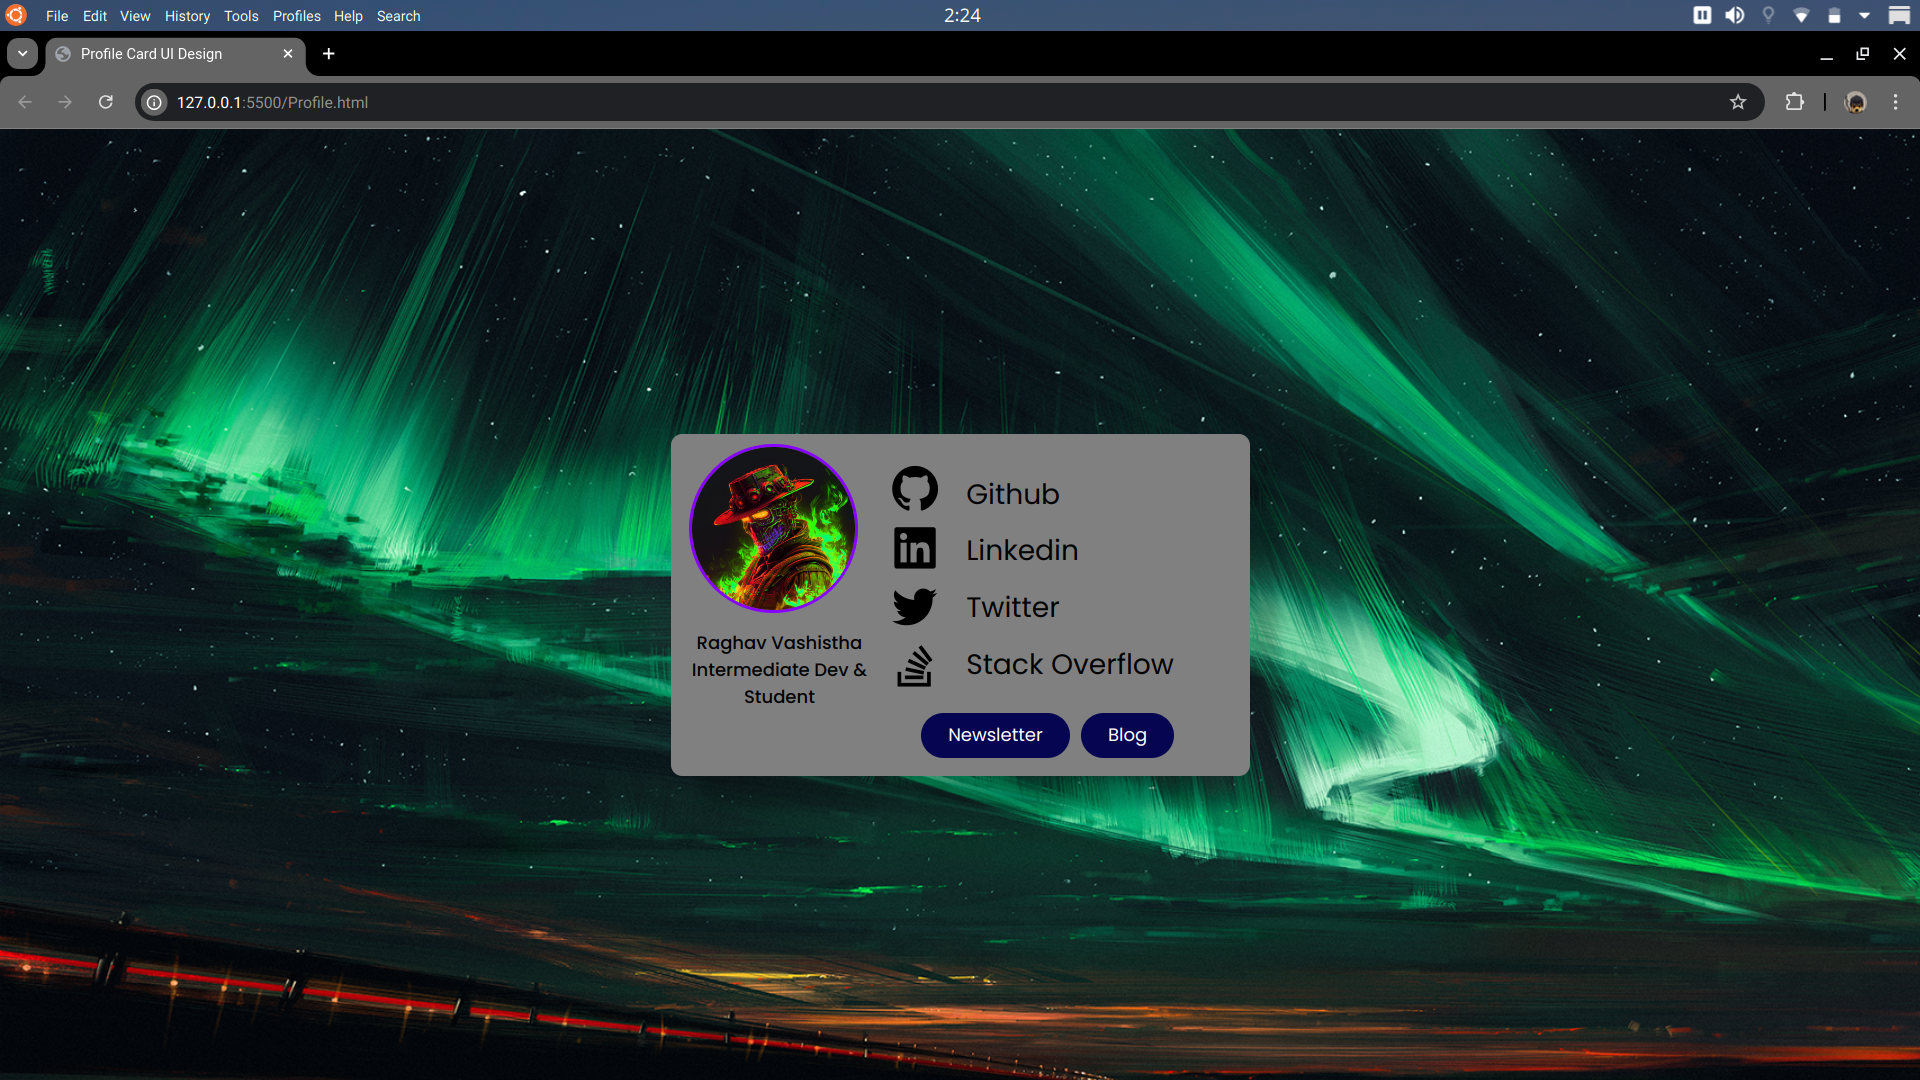 File Edit View History Tools Profiles Help Search 2:24
Profile Card UI Design
127.0.0.1:5500/Profile.html
Github
Linkedin
Twitter
Stack Overflow
Raghav Vashistha
Intermediate Dev &
Student
Newsletter Blog